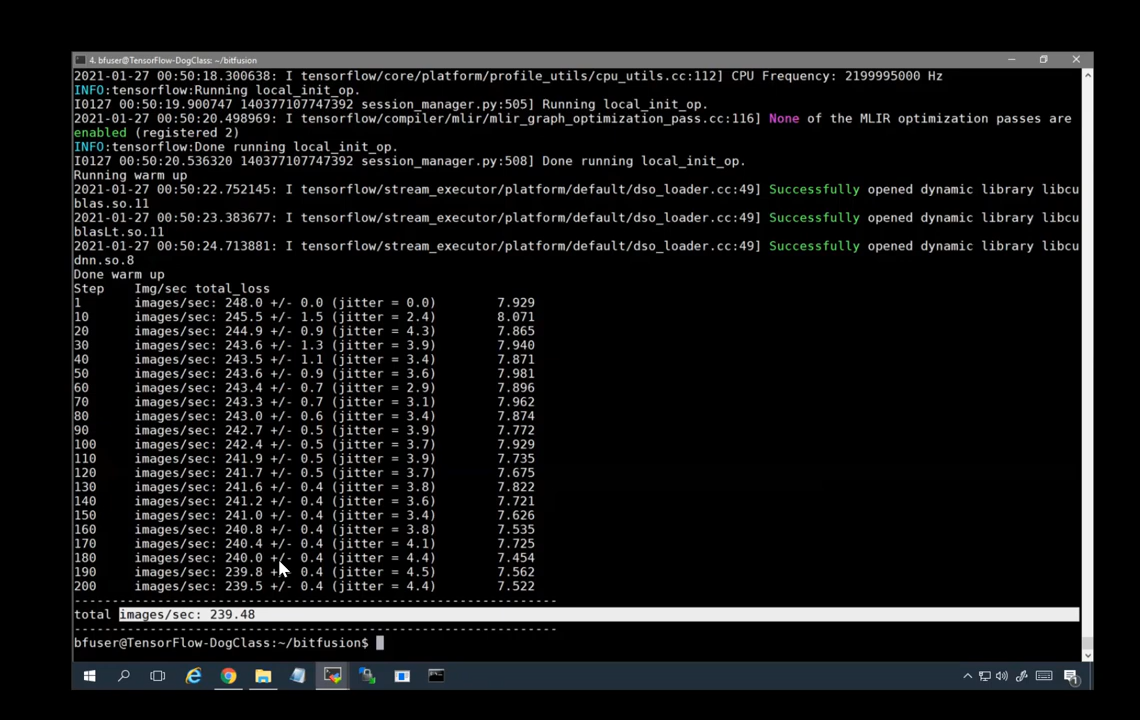 4. bfuser@TensorFlow-DogClass: ~/bitfusion
2021-01-27 00:50:18.300638: I tensorflow/core/platform/profile_utils/cpu_utils.cc:112] CPU Frequency: 2199995000 Hz
INFO:tensorflow:Running local_init_op.
I0127 00:50:19.900747 140377107747392 session_manager.py:505] Running local_init_op.
2021-01-27 00:50:20.498969: I tensorflow/compiler/mlir/mlir_graph_optimization_pass.cc:116] None of the MLIR optimization passes are
enabled (registered 2)
INFO:tensorflow:Done running local_init_op.
I0127 00:50:20.536320 140377107747392 session_manager.py:508] Done running local_init_op.
Running warm up
2021-01-27 00:50:22.752145: I tensorflow/stream_executor/platform/default/dso_loader.cc:49] Successfully opened dynamic library libcu
blas.so.11
2021-01-27 00:50:23.383677: I tensorflow/stream_executor/platform/default/dso_loader.cc:49] Successfully opened dynamic library libcu
blasLt.so.11
2021-01-27 00:50:24.713881: I tensorflow/stream_executor/platform/default/dso_loader.cc:49] Successfully opened dynamic library libcu
dnn.so.8
Done warm up
Step Img/sec total_loss
1 images/sec: 248.0 +/- 0.0 (jitter = 0.0) 7.929
10 images/sec: 245.5 +/- 1.5 (jitter = 2.4) 8.071
20 images/sec: 244.9 +/- 0.9 (jitter = 4.3) 7.865
30 images/sec: 243.6 +/- 1.3 (jitter = 3.9) 7.940
40 images/sec: 243.5 +/- 1.1 (jitter = 3.4) 7.871
50 images/sec: 243.6 +/- 0.9 (jitter = 3.6) 7.981
60 images/sec: 243.4 +/- 0.7 (jitter = 2.9) 7.896
70 images/sec: 243.3 +/- 0.7 (jitter = 3.1) 7.962
80 images/sec: 243.0 +/- 0.6 (jitter = 3.4) 7.874
90 images/sec: 242.7 +/- 0.5 (jitter = 3.9) 7.772
100 images/sec: 242.4 +/- 0.5 (jitter = 3.7) 7.929
110 images/sec: 241.9 +/- 0.5 (jitter = 3.9) 7.735
120 images/sec: 241.7 +/- 0.5 (jitter = 3.7) 7.675
130 images/sec: 241.6 +/- 0.4 (jitter = 3.8) 7.822
140 images/sec: 241.2 +/- 0.4 (jitter = 3.6) 7.721
150 images/sec: 241.0 +/- 0.4 (jitter = 3.4) 7.626
160 images/sec: 240.8 +/- 0.4 (jitter = 3.8) 7.535
170 images/sec: 240.4 +/- 0.4 (jitter = 4.1) 7.725
180 images/sec: 240.0 +/- 0.4 (jitter = 4.4) 7.454
190 images/sec: 239.8 +/- 0.4 (jitter = 4.5) 7.562
200 images/sec: 239.5 +/- 0.4 (jitter = 4.4) 7.522
----------------------------------------------------------------
total images/sec: 239.48
----------------------------------------------------------------
bfuser@TensorFlow-DogClass:~/bitfusion$